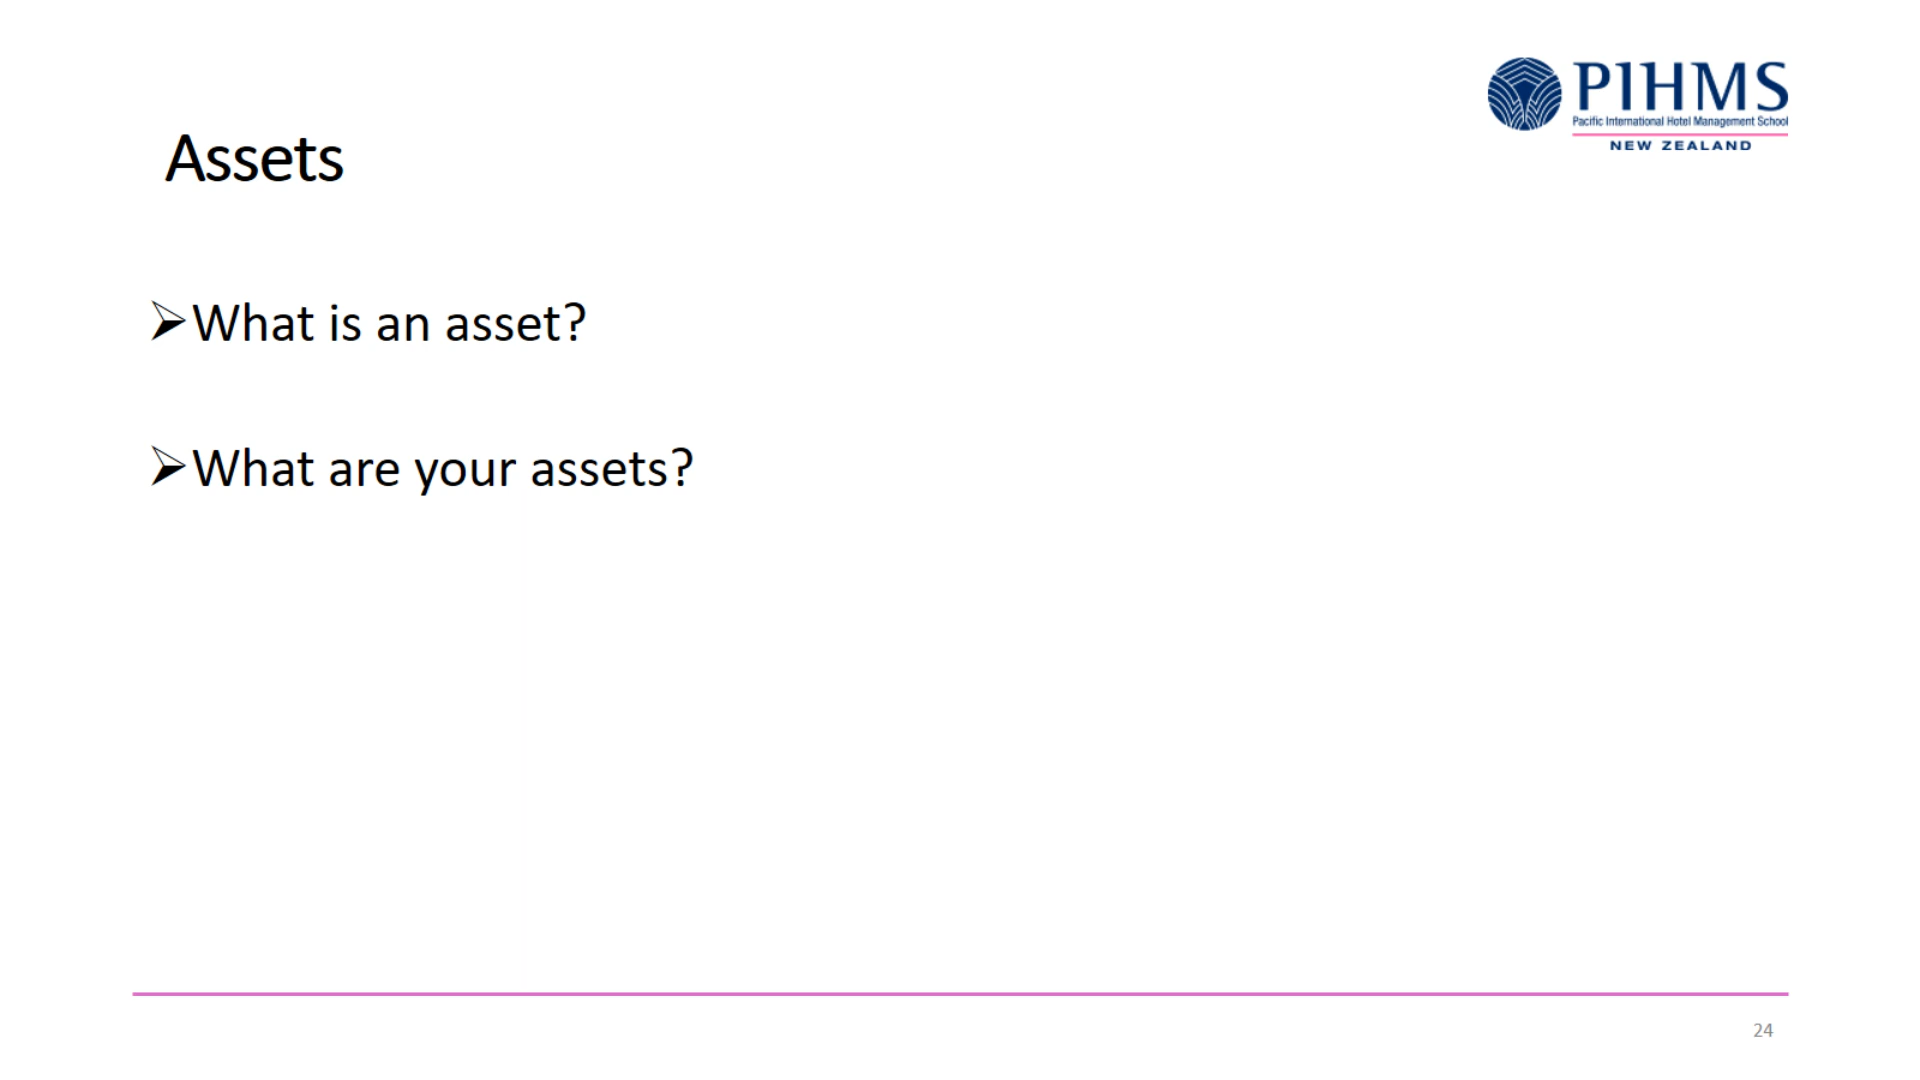 PIHMS
Pacific International Hotel Management School
NEW ZEALAND
Assets
What is an asset?
What are your assets?
24